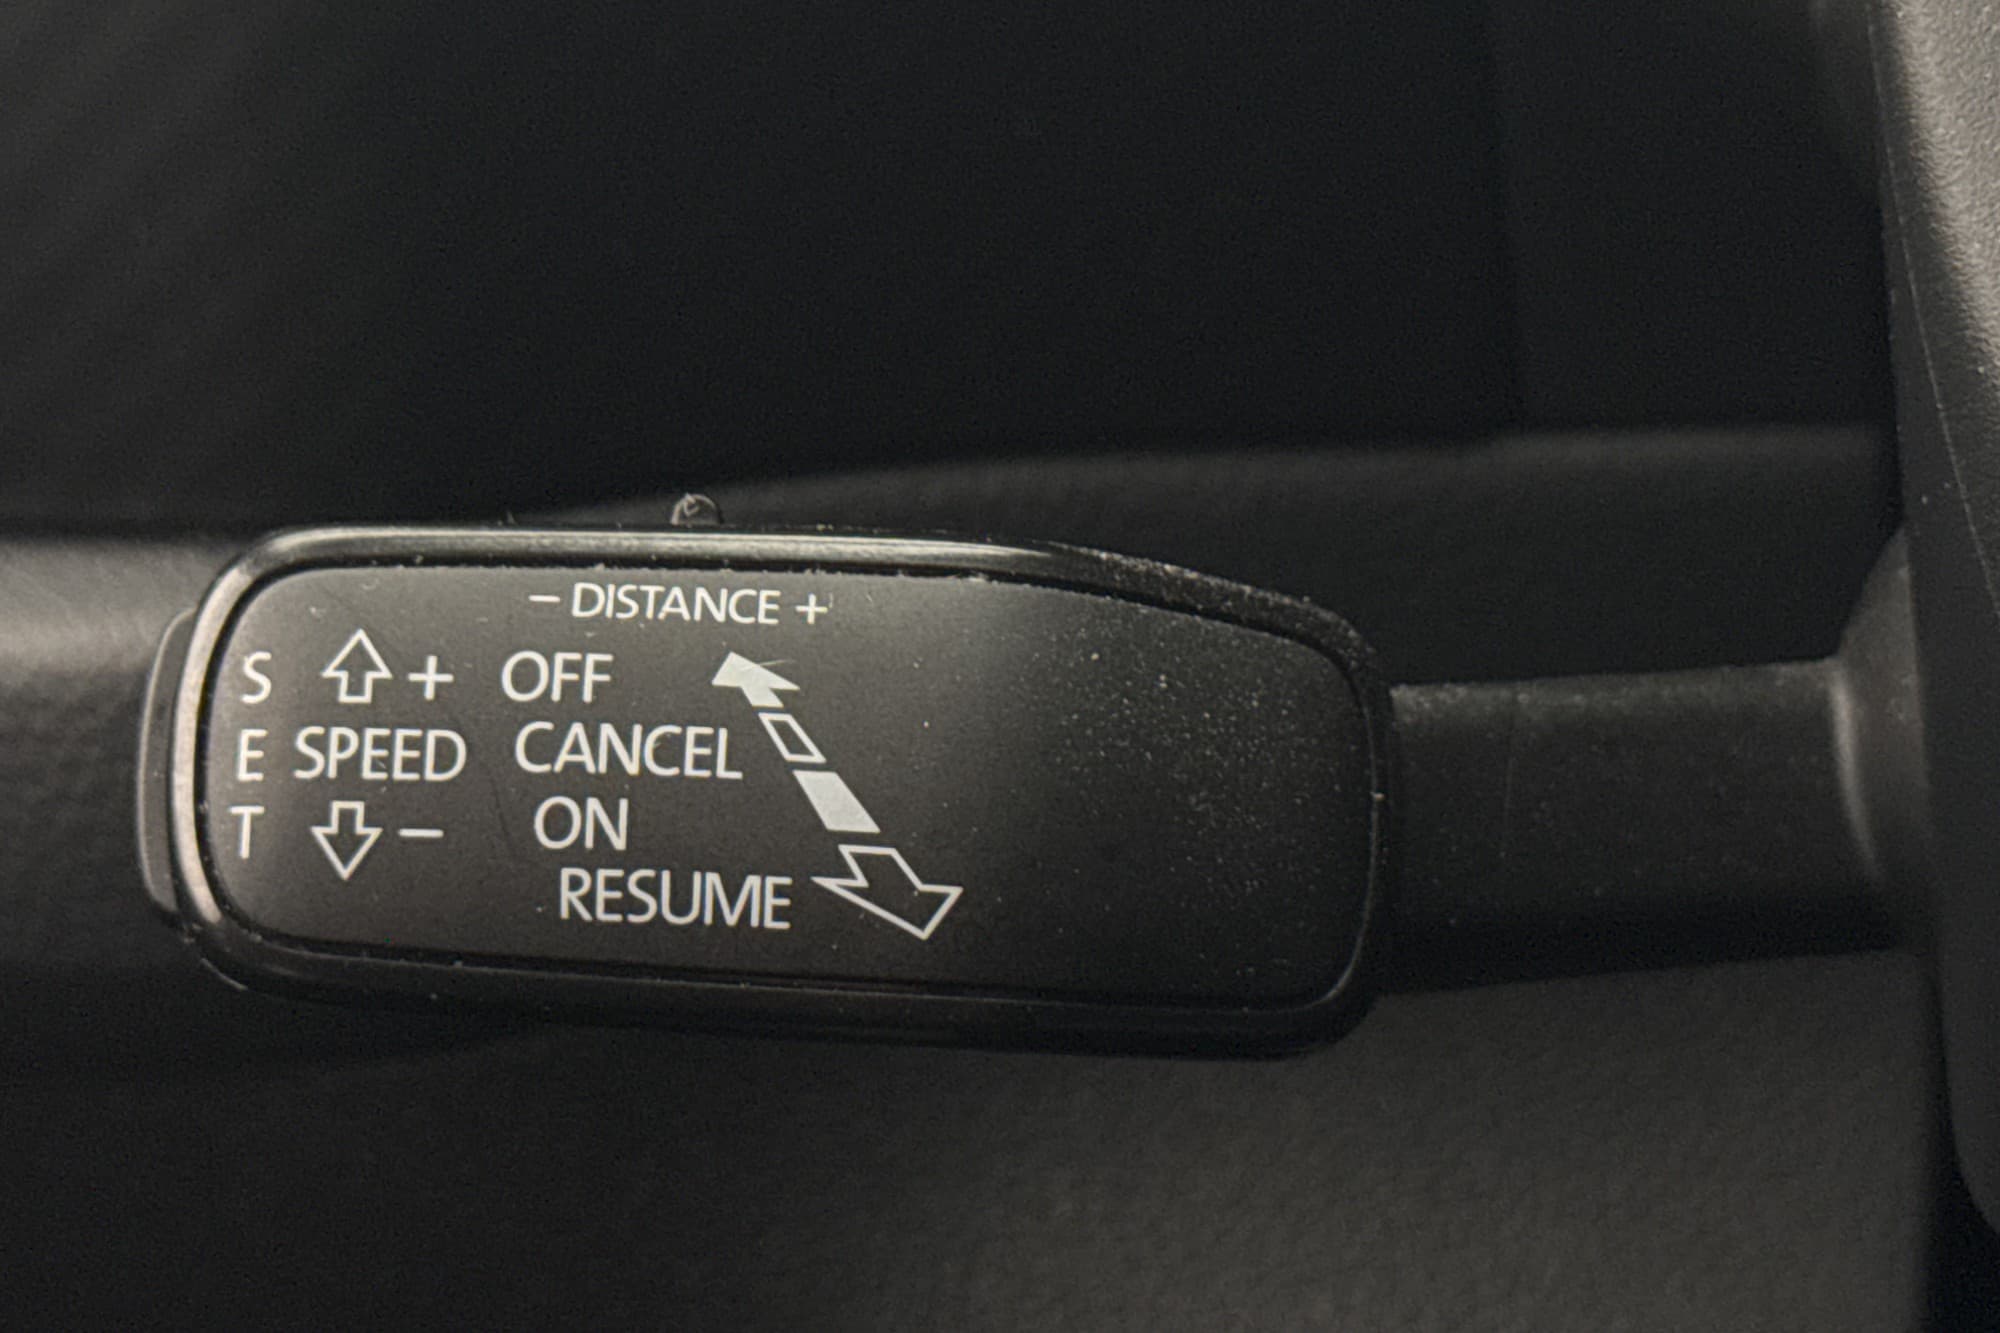 – DISTANCE +
S + OFF
E SPEED CANCEL
T – ON
RESUME